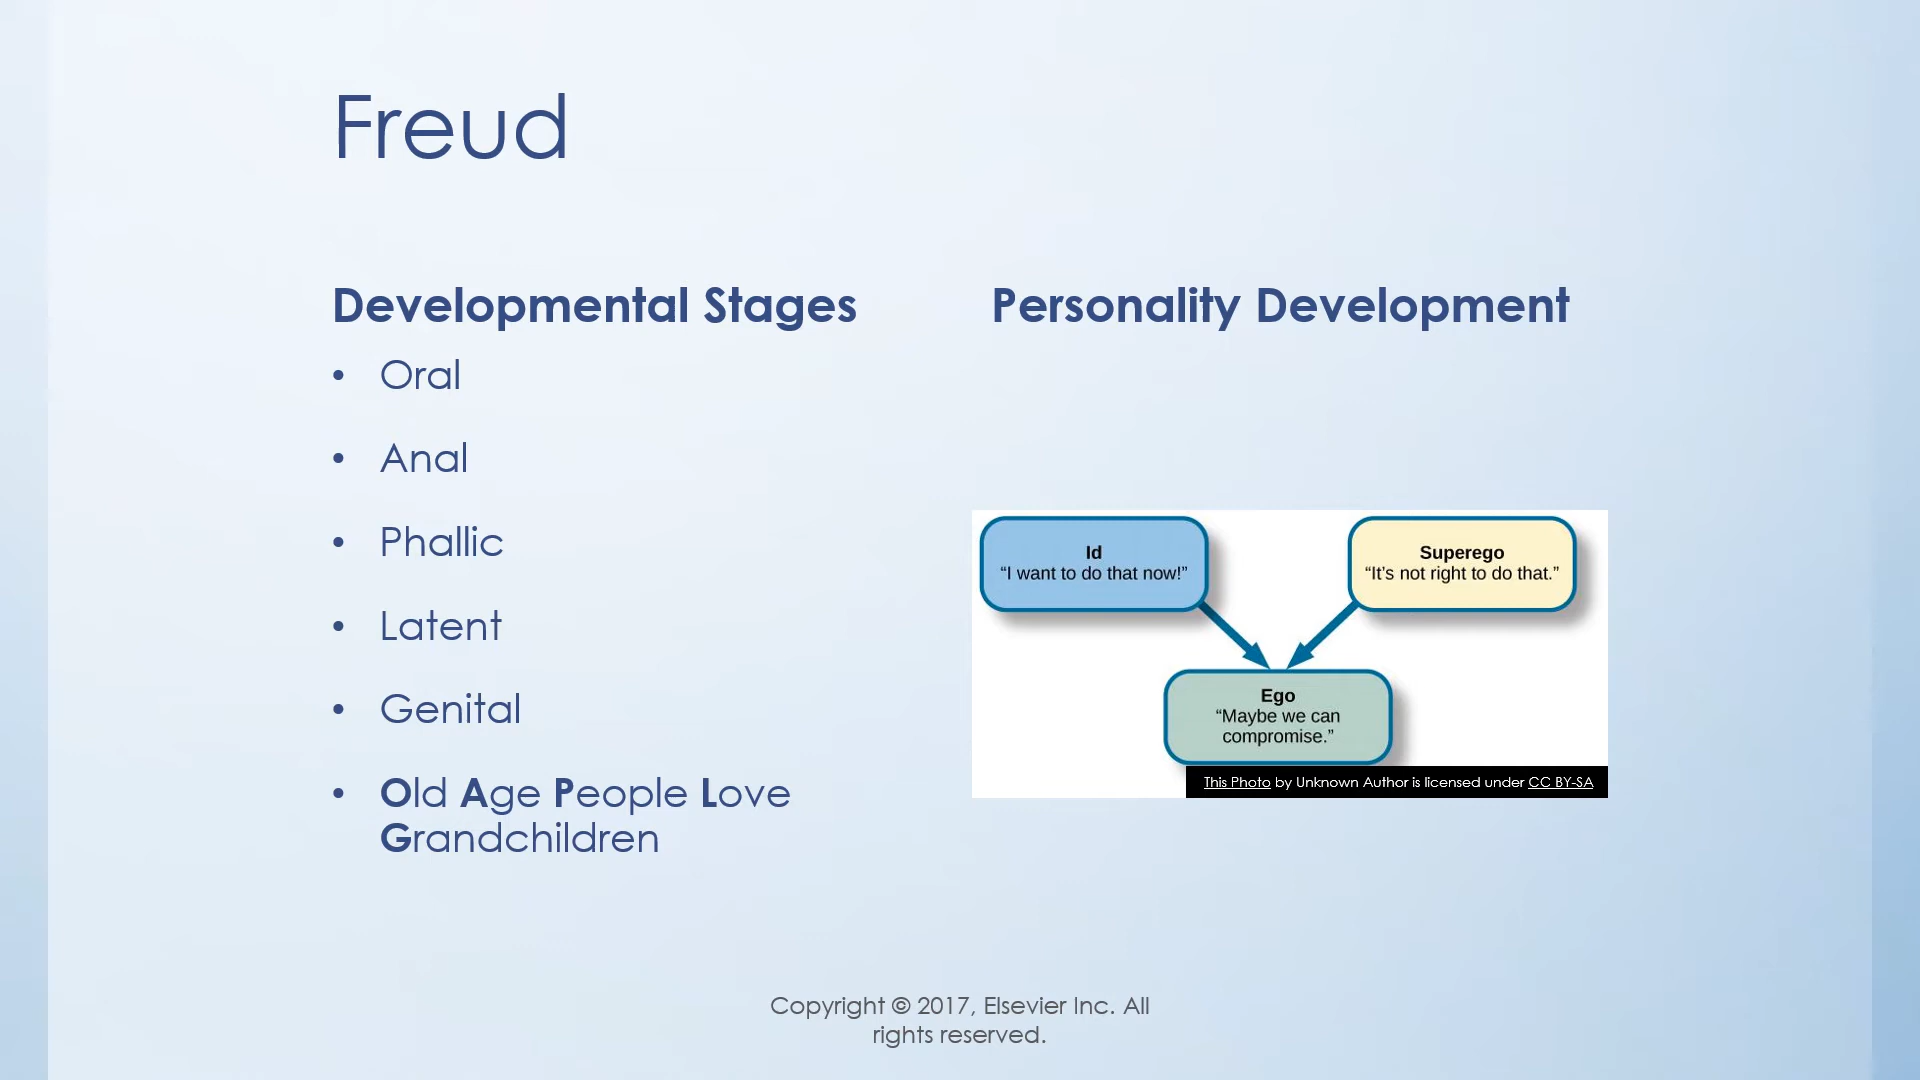 Freud
Developmental Stages
• Oral
• Anal
• Phallic
• Latent
• Genital
• Old Age People Love
Grandchildren
Personality Development
Id
“I want to do that now!”
Superego
“It’s not right to do that.”
Ego
“Maybe we can
compromise.”
This Photo by Unknown Author is licensed under CC BY-SA
Copyright © 2017, Elsevier Inc. All
rights reserved.